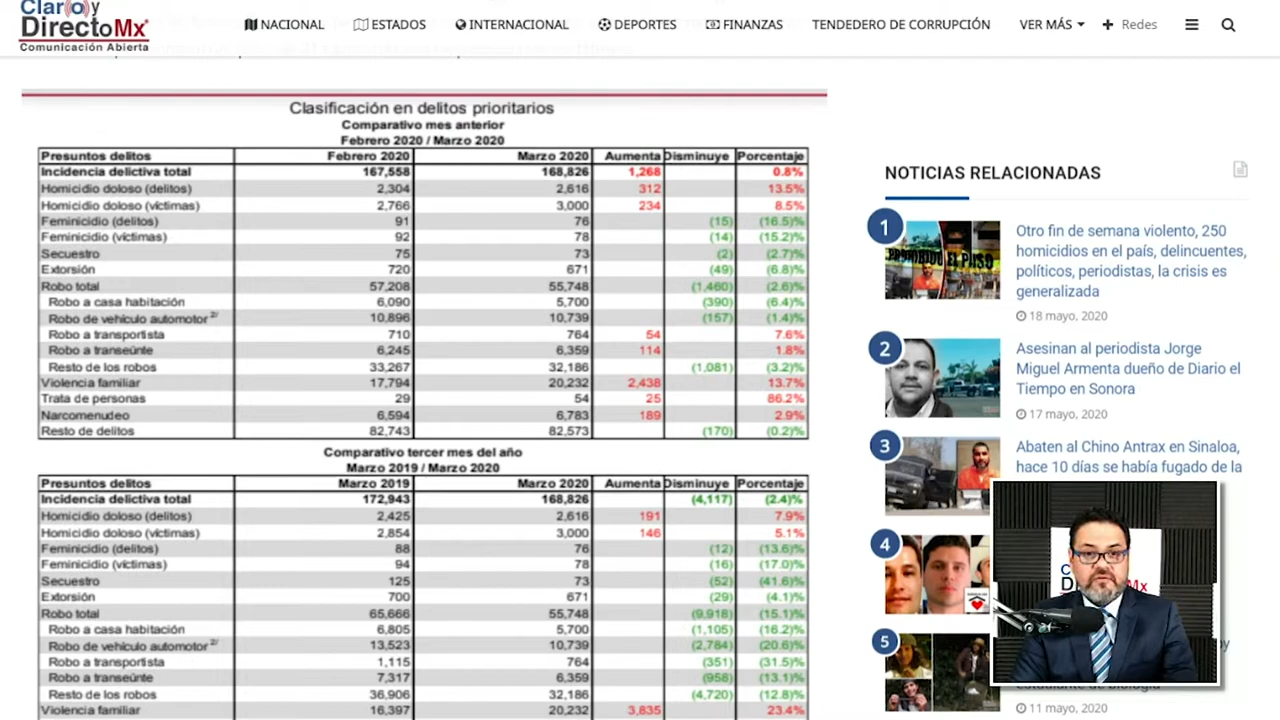 Claro y
DirectoMx®
Comunicación Abierta
NACIONAL ESTADOS INTERNACIONAL DEPORTES FINANZAS TENDEDERO DE CORRUPCIÓN VER MÁS Redes
Clasificación en delitos prioritarios
Comparativo mes anterior
Febrero 2020 / Marzo 2020
Presuntos delitos Febrero 2020 Marzo 2020 Aumenta Disminuye Porcentaje
Incidencia delictiva total 167,558 168,826 1,268 0.8%
Homicidio doloso (delitos) 2,304 2,616 312 13.5%
Homicidio doloso (víctimas) 2,766 3,000 234 8.5%
Feminicidio (delitos) 91 76 (15) (16.5)%
Feminicidio (víctimas) 92 78 (14) (15.2)%
Secuestro 75 73 (2) (2.7)%
Extorsión 720 671 (49) (6.8)%
Robo total 57,208 55,748 (1,460) (2.6)%
Robo a casa habitación 6,090 5,700 (390) (6.4)%
Robo de vehículo automotor 2/ 10,896 10,739 (157) (1.4)%
Robo a transportista 710 764 54 7.6%
Robo a transeúnte 6,245 6,359 114 1.8%
Resto de los robos 33,267 32,186 (1,081) (3.2)%
Violencia familiar 17,794 20,232 2,438 13.7%
Trata de personas 29 54 25 86.2%
Narcomenudeo 6,594 6,783 189 2.9%
Resto de delitos 82,743 82,573 (170) (0.2)%
Comparativo tercer mes del año
Marzo 2019 / Marzo 2020
Presuntos delitos Marzo 2019 Marzo 2020 Aumenta Disminuye Porcentaje
Incidencia delictiva total 172,943 168,826 (4,117) (2.4)%
Homicidio doloso (delitos) 2,425 2,616 191 7.9%
Homicidio doloso (víctimas) 2,854 3,000 146 5.1%
Feminicidio (delitos) 88 76 (12) (13.6)%
Feminicidio (víctimas) 94 78 (16) (17.0)%
Secuestro 125 73 (52) (41.6)%
Extorsión 700 671 (29) (4.1)%
Robo total 65,666 55,748 (9,918) (15.1)%
Robo a casa habitación 6,805 5,700 (1,105) (16.2)%
Robo de vehículo automotor 2/ 13,523 10,739 (2,784) (20.6)%
Robo a transportista 1,115 764 (351) (31.5)%
Robo a transeúnte 7,317 6,359 (958) (13.1)%
Resto de los robos 36,906 32,186 (4,720) (12.8)%
Violencia familiar 16,397 20,232 3,835 23.4%
NOTICIAS RELACIONADAS
1
Otro fin de semana violento, 250
homicidios en el país, delincuentes,
políticos, periodistas, la crisis es
generalizada
18 mayo, 2020
2
Asesinan al periodista Jorge
Miguel Armenta dueño de Diario el
Tiempo en Sonora
17 mayo, 2020
3
Abaten al Chino Antrax en Sinaloa,
hace 10 días se había fugado de la
4
5
11 mayo, 2020